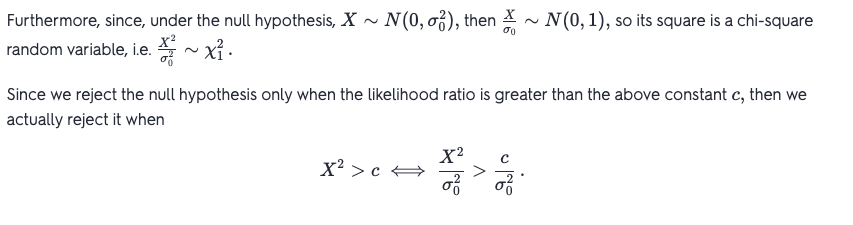 Furthermore, since, under the null hypothesis, X ∼ N(0, σ₀²), then X/σ₀ ∼ N(0, 1), so its square is a chi-square
random variable, i.e. X²/σ₀² ∼ χ₁² .
Since we reject the null hypothesis only when the likelihood ratio is greater than the above constant c, then we
actually reject it when
X² > c ⟺ X²/σ₀² > c/σ₀² .